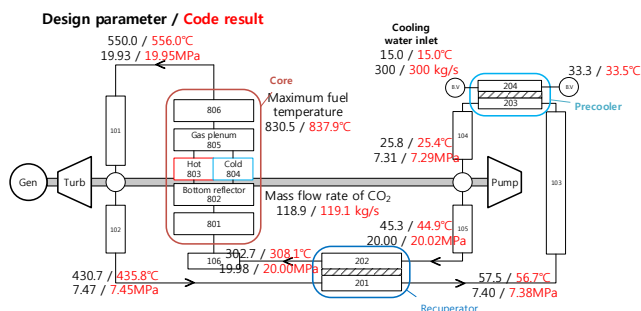 Design parameter / Code result
550.0 / 556.0℃
19.93 / 19.95MPa
Cooling
water inlet
15.0 / 15.0℃
300 / 300 kg/s
33.3 / 33.5℃
B.V
204
B.V
203
Precooler
Core
Maximum fuel
temperature
830.5 / 837.9℃
806
Gas plenum
805
101
104
25.8 / 25.4℃
7.31 / 7.29MPa
Hot
803
Cold
804
103
Gen
Turb
Pump
Bottom reflector
802
Mass flow rate of CO₂
118.9 / 119.1 kg/s
801
102
105
45.3 / 44.9℃
20.00 / 20.02MPa
106
302.7 / 308.1℃
19.98 / 20.00MPa
202
201
430.7 / 435.8℃
7.47 / 7.45MPa
57.5 / 56.7℃
7.40 / 7.38MPa
Recuperator